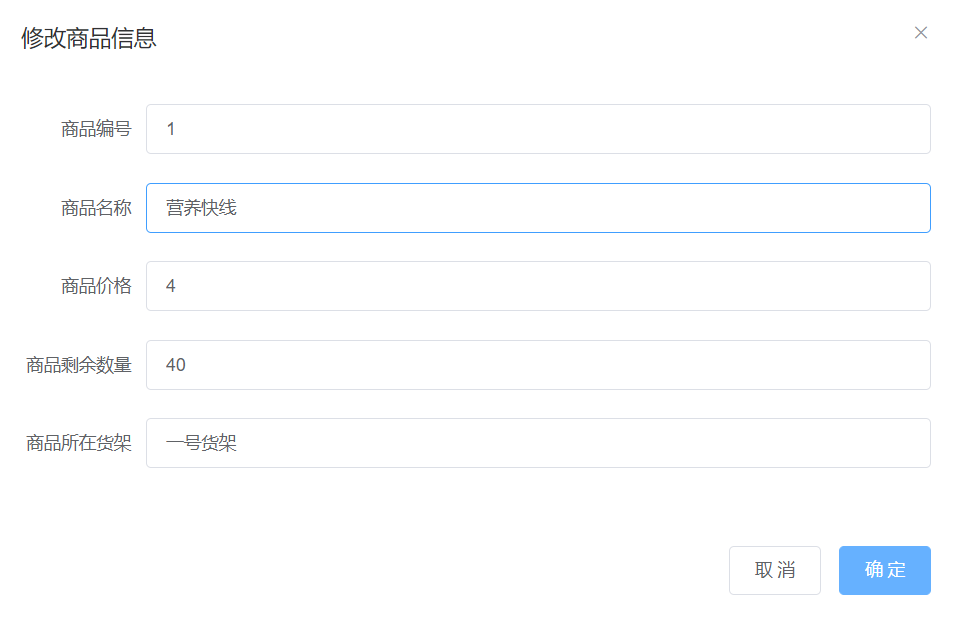 修改商品信息
商品编号 1
商品名称 营养快线
商品价格 4
商品剩余数量 40
商品所在货架 一号货架
取消 确定